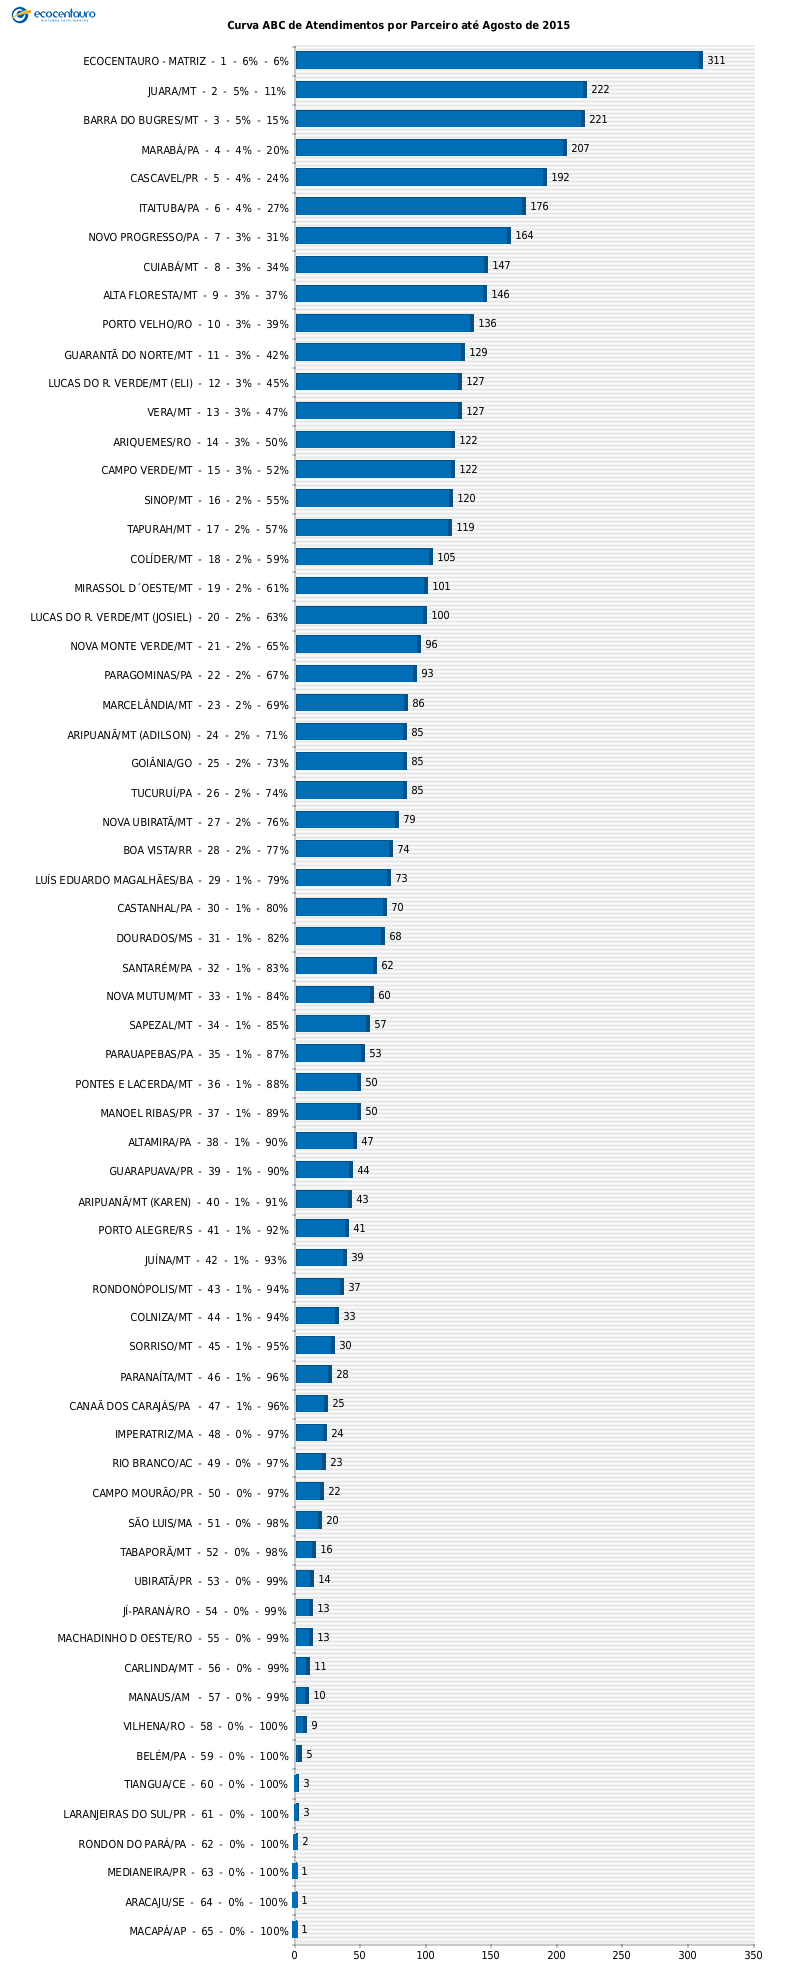 ecocentauro
Curva ABC de Atendimentos por Parceiro até Agosto de 2015
ECOCENTAURO - MATRIZ - 1 - 6% - 6% 311
JUARA/MT - 2 - 5% - 11% 222
BARRA DO BUGRES/MT - 3 - 5% - 15% 221
MARABÁ/PA - 4 - 4% - 20% 207
CASCAVEL/PR - 5 - 4% - 24% 192
ITAITUBA/PA - 6 - 4% - 27% 176
NOVO PROGRESSO/PA - 7 - 3% - 31% 164
CUIABÁ/MT - 8 - 3% - 34% 147
ALTA FLORESTA/MT - 9 - 3% - 37% 146
PORTO VELHO/RO - 10 - 3% - 39% 136
GUARANTÃ DO NORTE/MT - 11 - 3% - 42% 129
LUCAS DO R. VERDE/MT (ELI) - 12 - 3% - 45% 127
VERA/MT - 13 - 3% - 47% 127
ARIQUEMES/RO - 14 - 3% - 50% 122
CAMPO VERDE/MT - 15 - 3% - 52% 122
SINOP/MT - 16 - 2% - 55% 120
TAPURAH/MT - 17 - 2% - 57% 119
COLÍDER/MT - 18 - 2% - 59% 105
MIRASSOL D´OESTE/MT - 19 - 2% - 61% 101
LUCAS DO R. VERDE/MT (JOSIEL) - 20 - 2% - 63% 100
NOVA MONTE VERDE/MT - 21 - 2% - 65% 96
PARAGOMINAS/PA - 22 - 2% - 67% 93
MARCELÂNDIA/MT - 23 - 2% - 69% 86
ARIPUANÃ/MT (ADILSON) - 24 - 2% - 71% 85
GOIÂNIA/GO - 25 - 2% - 73% 85
TUCURUÍ/PA - 26 - 2% - 74% 85
NOVA UBIRATÃ/MT - 27 - 2% - 76% 79
BOA VISTA/RR - 28 - 2% - 77% 74
LUÍS EDUARDO MAGALHÃES/BA - 29 - 1% - 79% 73
CASTANHAL/PA - 30 - 1% - 80% 70
DOURADOS/MS - 31 - 1% - 82% 68
SANTARÉM/PA - 32 - 1% - 83% 62
NOVA MUTUM/MT - 33 - 1% - 84% 60
SAPEZAL/MT - 34 - 1% - 85% 57
PARAUAPEBAS/PA - 35 - 1% - 87% 53
PONTES E LACERDA/MT - 36 - 1% - 88% 50
MANOEL RIBAS/PR - 37 - 1% - 89% 50
ALTAMIRA/PA - 38 - 1% - 90% 47
GUARAPUAVA/PR - 39 - 1% - 90% 44
ARIPUANÃ/MT (KAREN) - 40 - 1% - 91% 43
PORTO ALEGRE/RS - 41 - 1% - 92% 41
JUÍNA/MT - 42 - 1% - 93% 39
RONDONÓPOLIS/MT - 43 - 1% - 94% 37
COLNIZA/MT - 44 - 1% - 94% 33
SORRISO/MT - 45 - 1% - 95% 30
PARANAÍTA/MT - 46 - 1% - 96% 28
CANAÃ DOS CARAJÁS/PA - 47 - 1% - 96% 25
IMPERATRIZ/MA - 48 - 0% - 97% 24
RIO BRANCO/AC - 49 - 0% - 97% 23
CAMPO MOURÃO/PR - 50 - 0% - 97% 22
SÃO LUIS/MA - 51 - 0% - 98% 20
TABAPORÃ/MT - 52 - 0% - 98% 16
UBIRATÃ/PR - 53 - 0% - 99% 14
JÍ-PARANÁ/RO - 54 - 0% - 99% 13
MACHADINHO D OESTE/RO - 55 - 0% - 99% 13
CARLINDA/MT - 56 - 0% - 99% 11
MANAUS/AM - 57 - 0% - 99% 10
VILHENA/RO - 58 - 0% - 100% 9
BELÉM/PA - 59 - 0% - 100% 5
TIANGUA/CE - 60 - 0% - 100% 3
LARANJEIRAS DO SUL/PR - 61 - 0% - 100% 3
RONDON DO PARÁ/PA - 62 - 0% - 100% 2
MEDIANEIRA/PR - 63 - 0% - 100% 1
ARACAJU/SE - 64 - 0% - 100% 1
MACAPÁ/AP - 65 - 0% - 100% 1
0 50 100 150 200 250 300 350